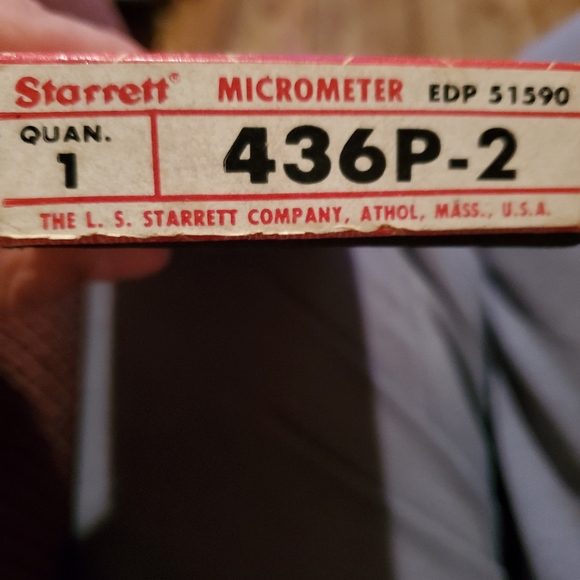 Starrett® MICROMETER EDP 51590
QUAN.
1
436P-2
THE L. S. STARRETT COMPANY, ATHOL, MASS., U.S.A.